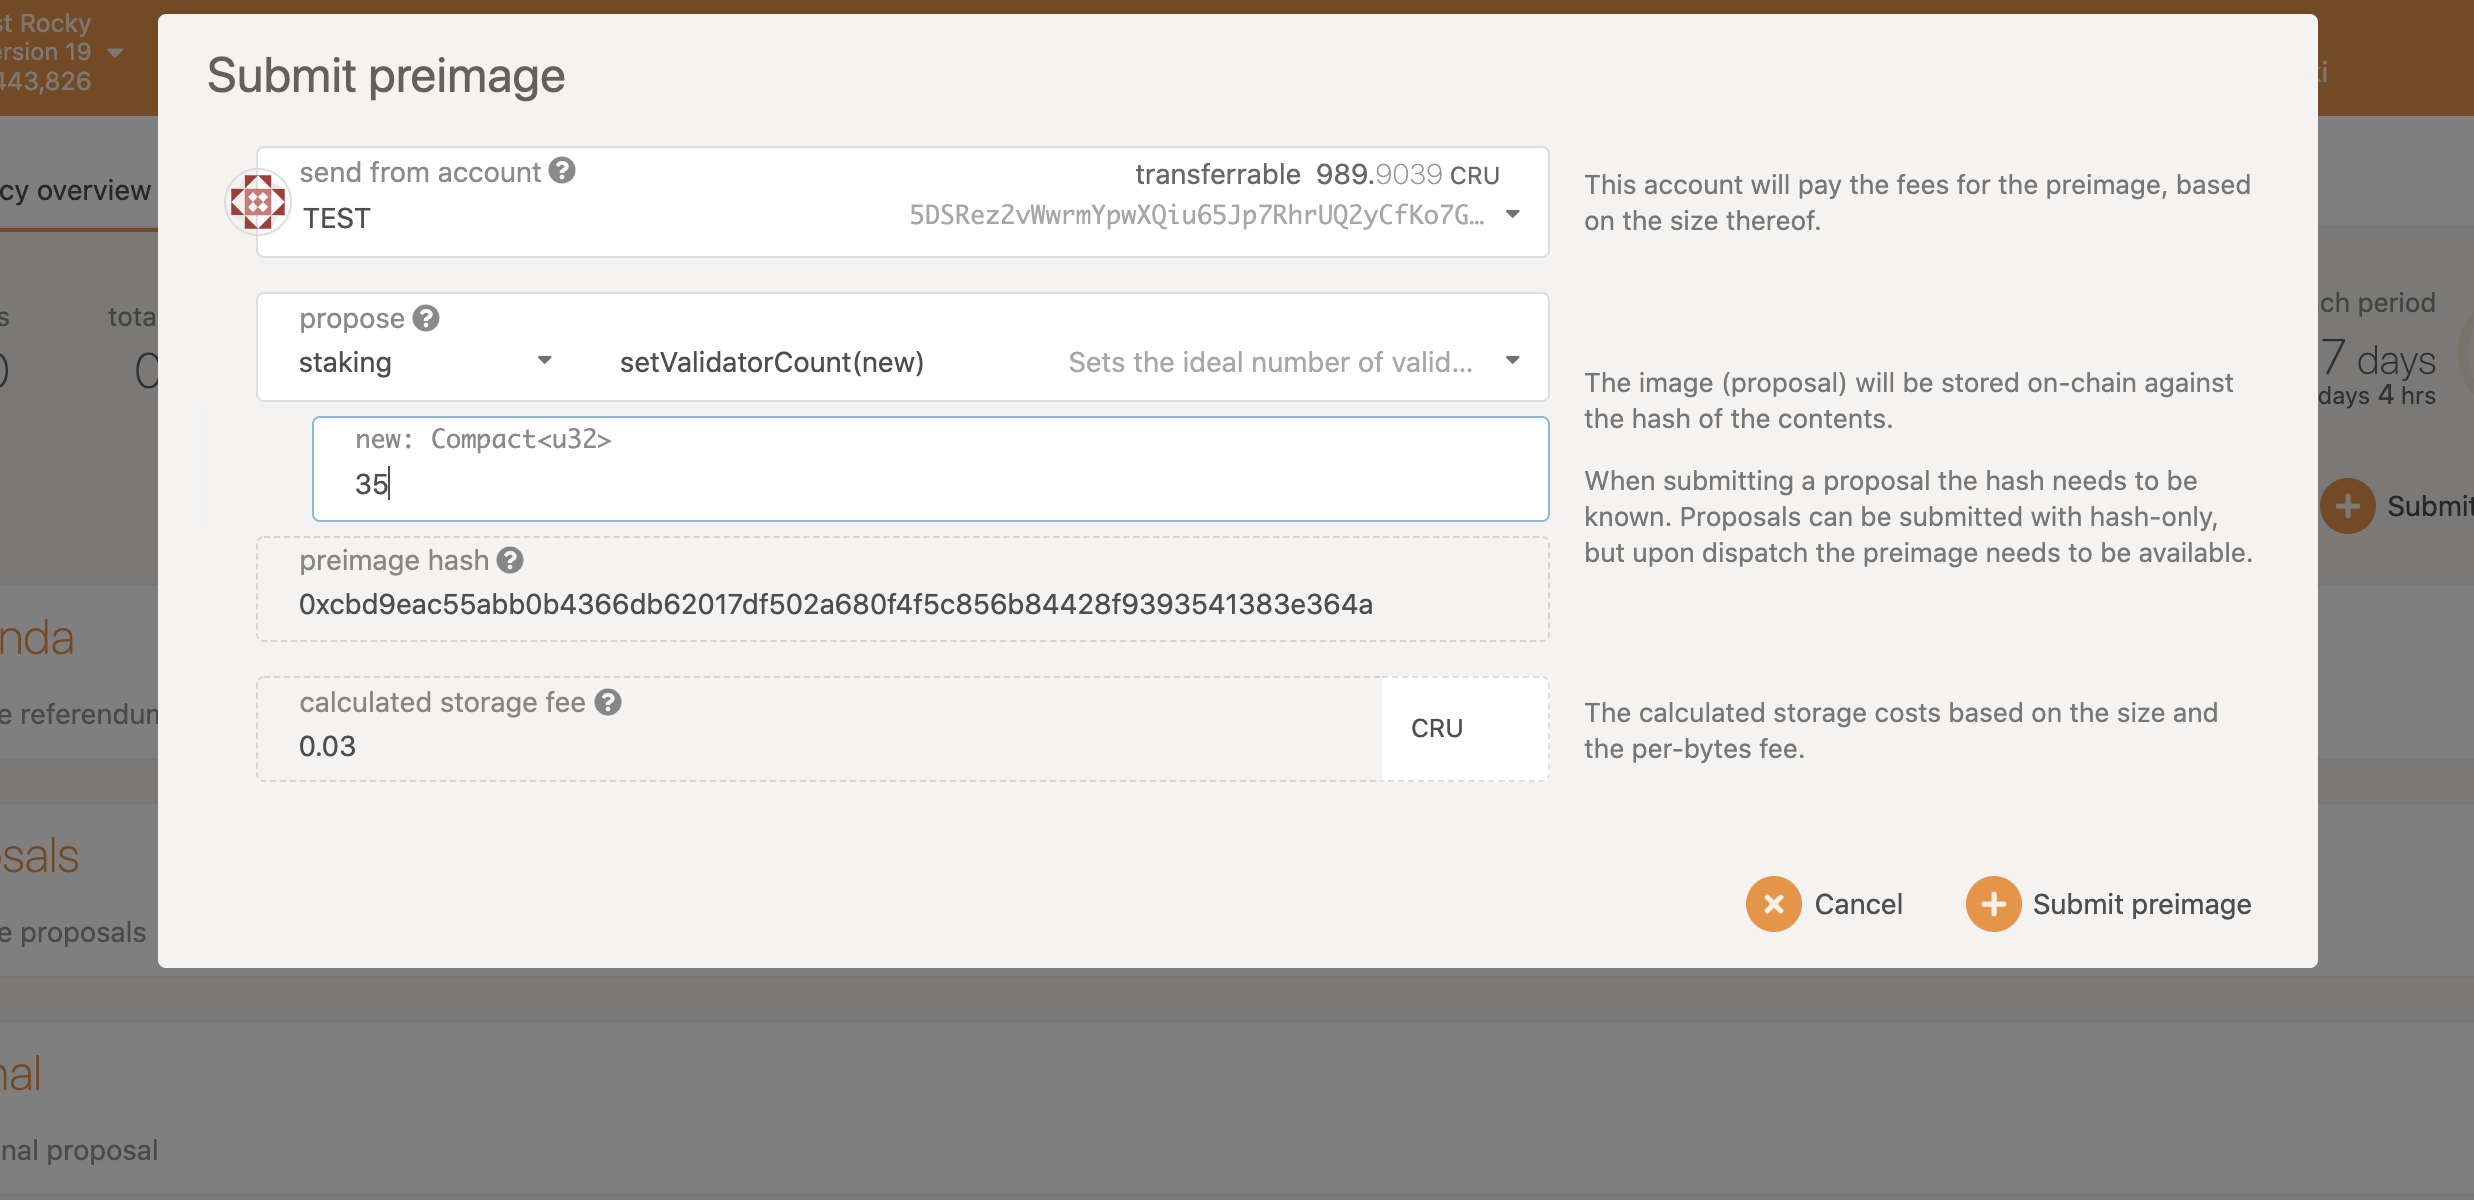 st Rocky
ersion 19
443,826
Submit preimage
send from account
transferrable 989.9039 CRU
TEST
5DSRez2vWwrmYpwXQiu65Jp7RhrUQ2yCfKo7G...
This account will pay the fees for the preimage, based
on the size thereof.
cy overview
propose
staking
setValidatorCount(new)
Sets the ideal number of valid...
s
tota
0
ch period
7 days
days 4 hrs
The image (proposal) will be stored on-chain against
the hash of the contents.
new: Compact<u32>
35
When submitting a proposal the hash needs to be
known. Proposals can be submitted with hash-only,
but upon dispatch the preimage needs to be available.
Submit
preimage hash
0xcbd9eac55abb0b4366db62017df502a680f4f5c856b84428f9393541383e364a
nda
e referendum
calculated storage fee
0.03
CRU
The calculated storage costs based on the size and
the per-bytes fee.
osals
e proposals
Cancel
Submit preimage
nal
nal proposal